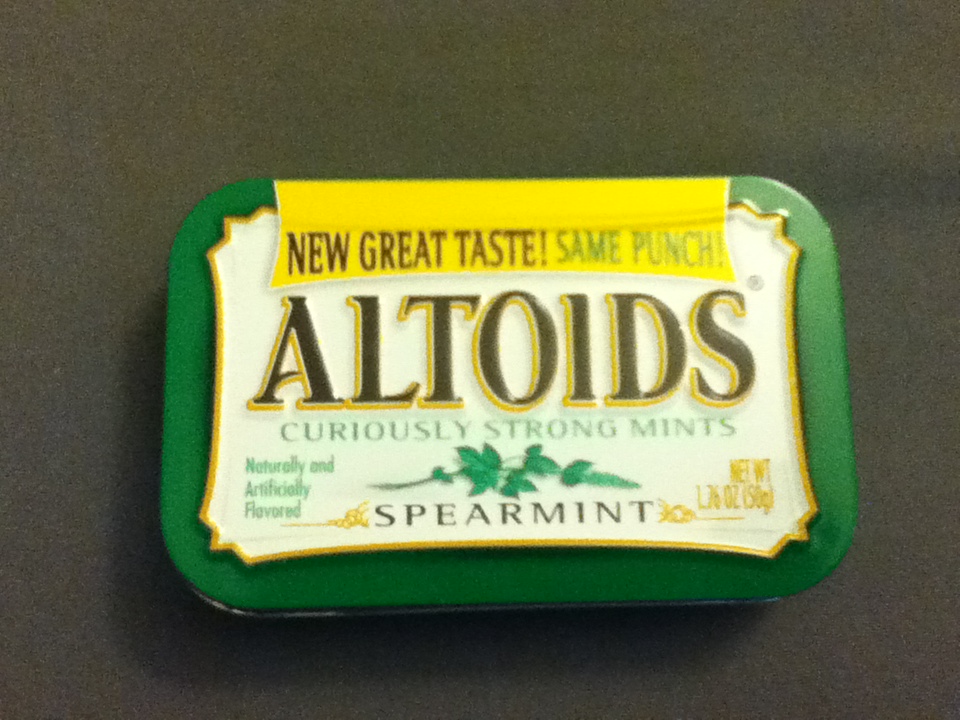 NEW GREAT TASTE! SAME PUNCH!
ALTOIDS®
CURIOUSLY STRONG MINTS
Naturally and
Artificially
Flavored
SPEARMINT
NET WT
1.76 OZ (50g)